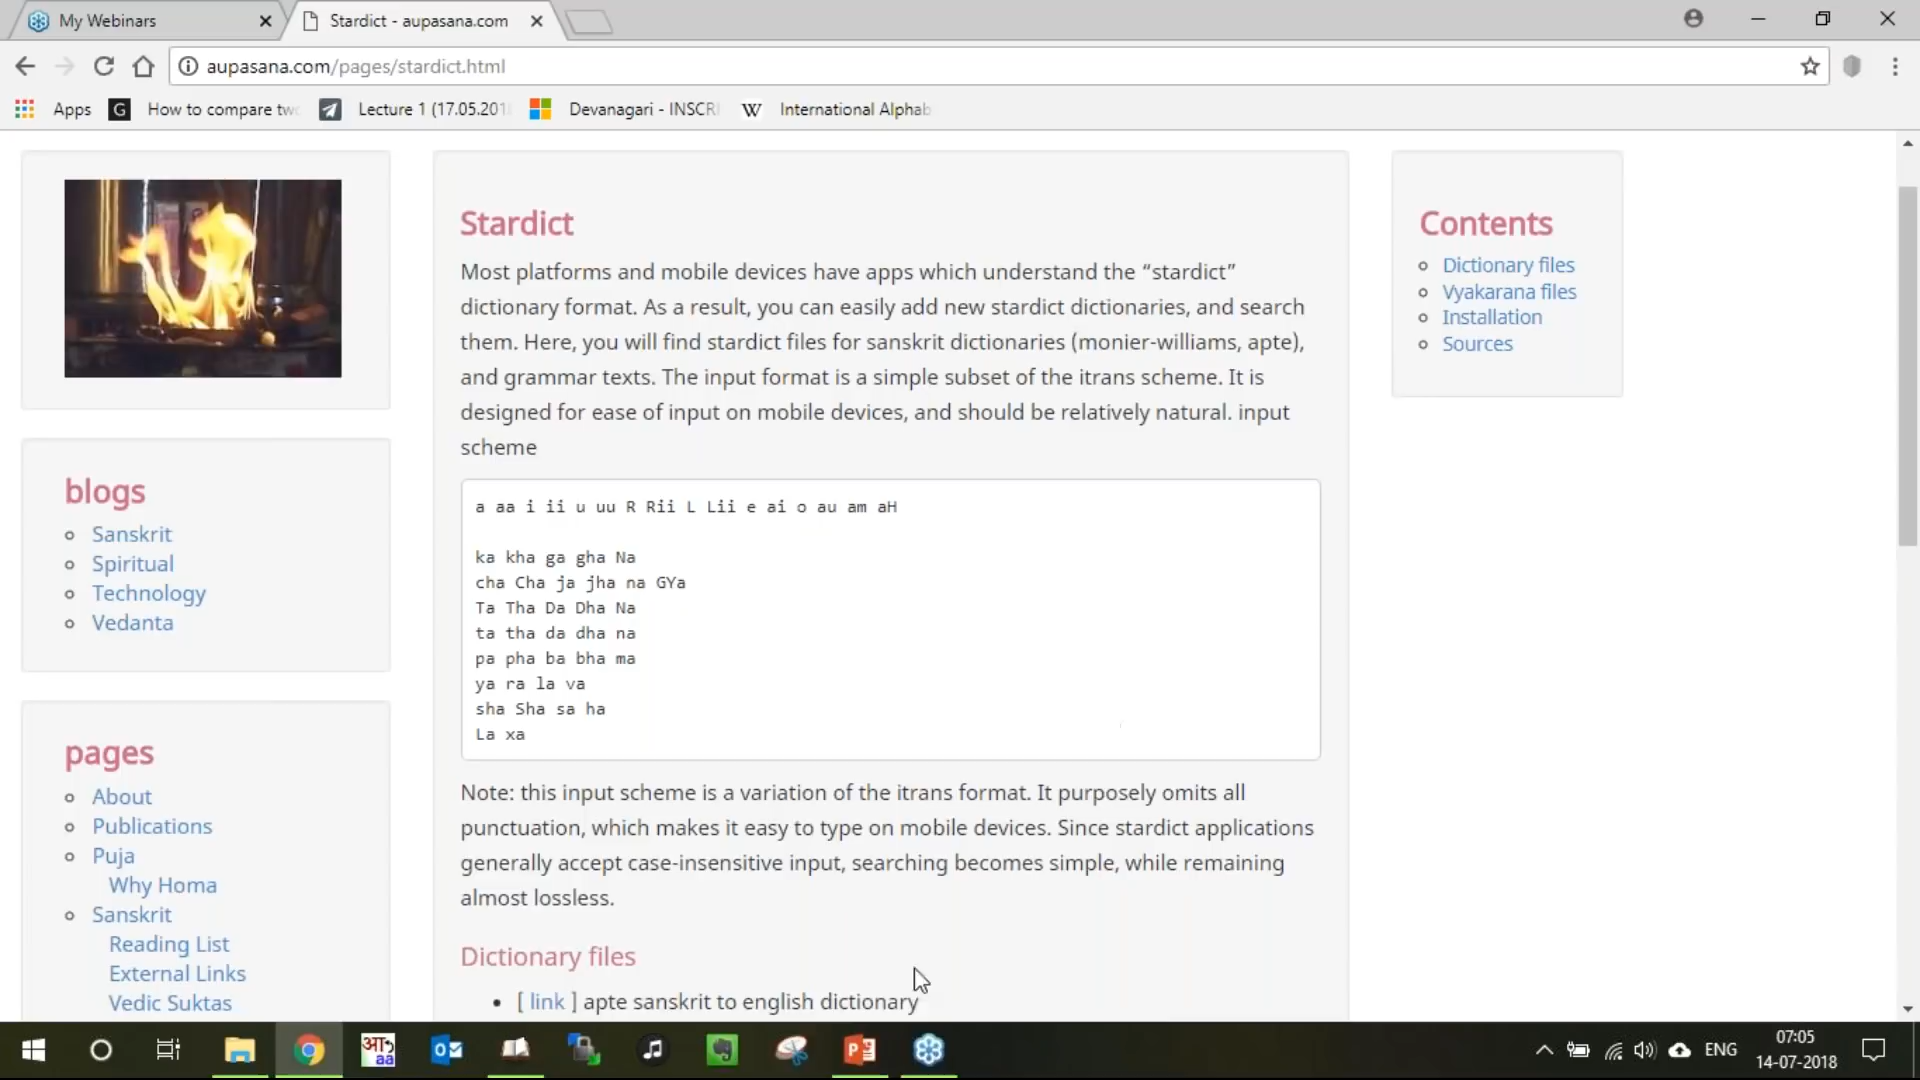 My Webinars
Stardict - aupasana.com
aupasana.com/pages/stardict.html
Apps
G
How to compare
Lecture 1 (17.05.201
Devanagari - INSCRI
W
International Alphab
Stardict
Most platforms and mobile devices have apps which understand the “stardict”
dictionary format. As a result, you can easily add new stardict dictionaries, and search
them. Here, you will find stardict files for sanskrit dictionaries (monier-williams, apte),
and grammar texts. The input format is a simple subset of the itrans scheme. It is
designed for ease of input on mobile devices, and should be relatively natural. input
scheme
a aa i ii u uu R Rii L Lii e ai o au am aH
ka kha ga gha Na
cha Cha ja jha na GYa
Ta Tha Da Dha Na
ta tha da dha na
pa pha ba bha ma
ya ra la va
sha Sha sa ha
La xa
Note: this input scheme is a variation of the itrans format. It purposely omits all
punctuation, which makes it easy to type on mobile devices. Since stardict applications
generally accept case-insensitive input, searching becomes simple, while remaining
almost lossless.
Dictionary files
[ link ] apte sanskrit to english dictionary
Contents
Dictionary files
Vyakarana files
Installation
Sources
blogs
Sanskrit
Spiritual
Technology
Vedanta
pages
About
Publications
Puja
Why Homa
Sanskrit
Reading List
External Links
Vedic Suktas
ENG
07:05
14-07-2018